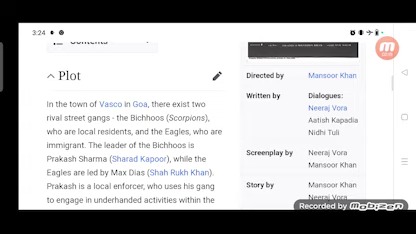 3:24
Contents
Plot
In the town of Vasco in Goa, there exist two
rival street gangs - the Bichhoos (Scorpions),
who are local residents, and the Eagles, who are
immigrant. The leader of the Bichhoos is
Prakash Sharma (Sharad Kapoor), while the
Eagles are led by Max Dias (Shah Rukh Khan).
Prakash is a local enforcer, who uses his gang
to engage in underhanded activities within the
Directed by Mansoor Khan
Written by Dialogues:
Neeraj Vora
Aatish Kapadia
Nidhi Tuli
Screenplay by Neeraj Vora
Mansoor Khan
Story by Mansoor Khan
Neeraj Vora
Recorded by Mobizen